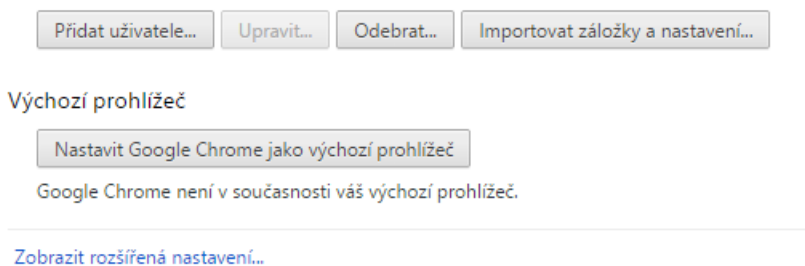 Přidat uživatele... Upravit... Odebrat... Importovat záložky a nastavení...
Výchozí prohlížeč
Nastavit Google Chrome jako výchozí prohlížeč
Google Chrome není v současnosti váš výchozí prohlížeč.
Zobrazit rozšířená nastavení...